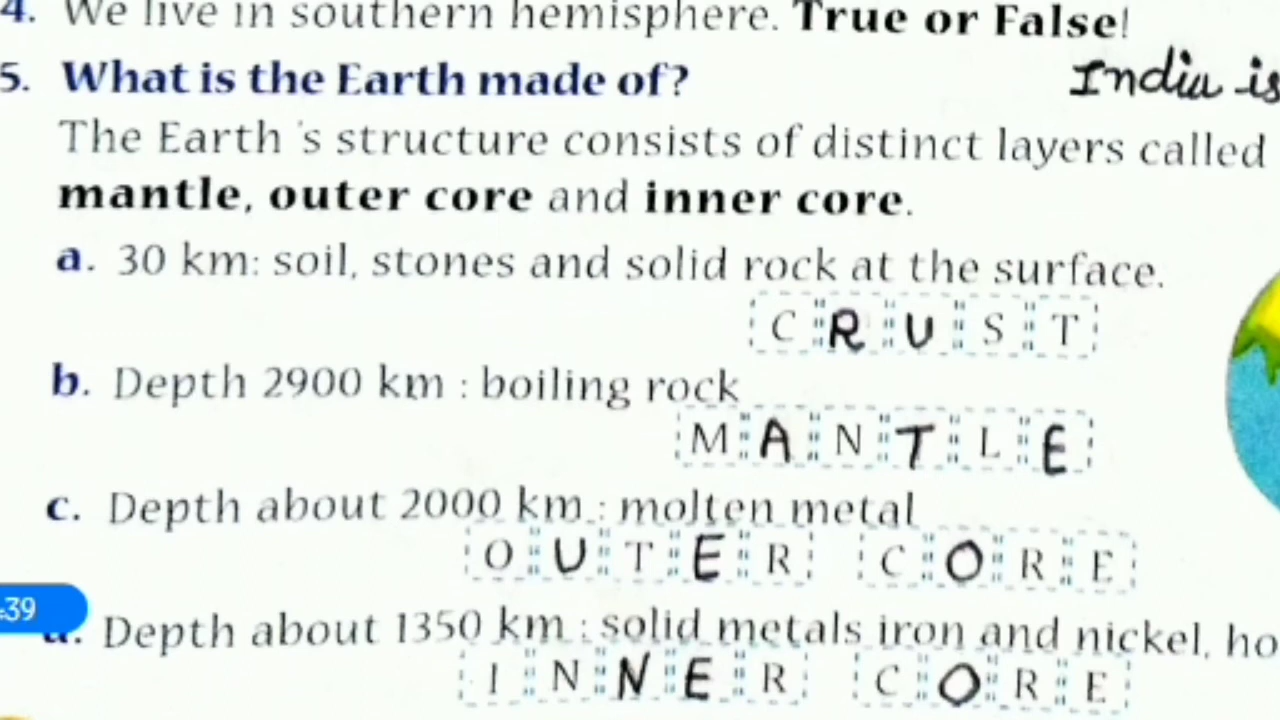 4. We live in southern hemisphere. True or False!
5. What is the Earth made of?
India is
The Earth 's structure consists of distinct layers called
mantle, outer core and inner core.
a. 30 km: soil, stones and solid rock at the surface.
C R U S T
b. Depth 2900 km : boiling rock
M A N T L E
c. Depth about 2000 km : molten metal
O U T E R C O R E
:39
d. Depth about 1350 km : solid metals iron and nickel, ho
I N N E R C O R E